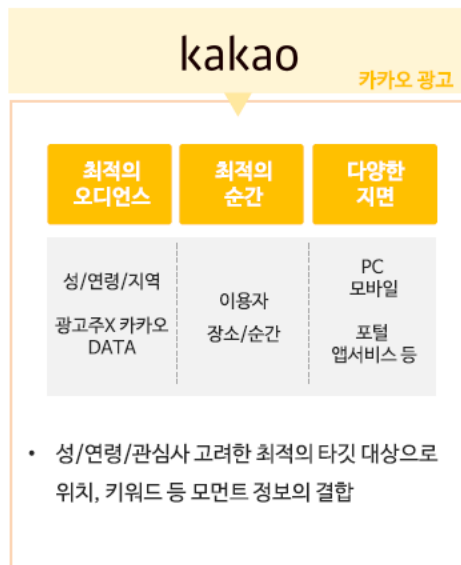 kakao
카카오 광고
최적의
오디언스
최적의
순간
다양한
지면
성/연령/지역
광고주X 카카오
DATA
이용자
장소/순간
PC
모바일
포털
앱서비스 등
• 성/연령/관심사 고려한 최적의 타깃 대상으로
위치, 키워드 등 모먼트 정보의 결합